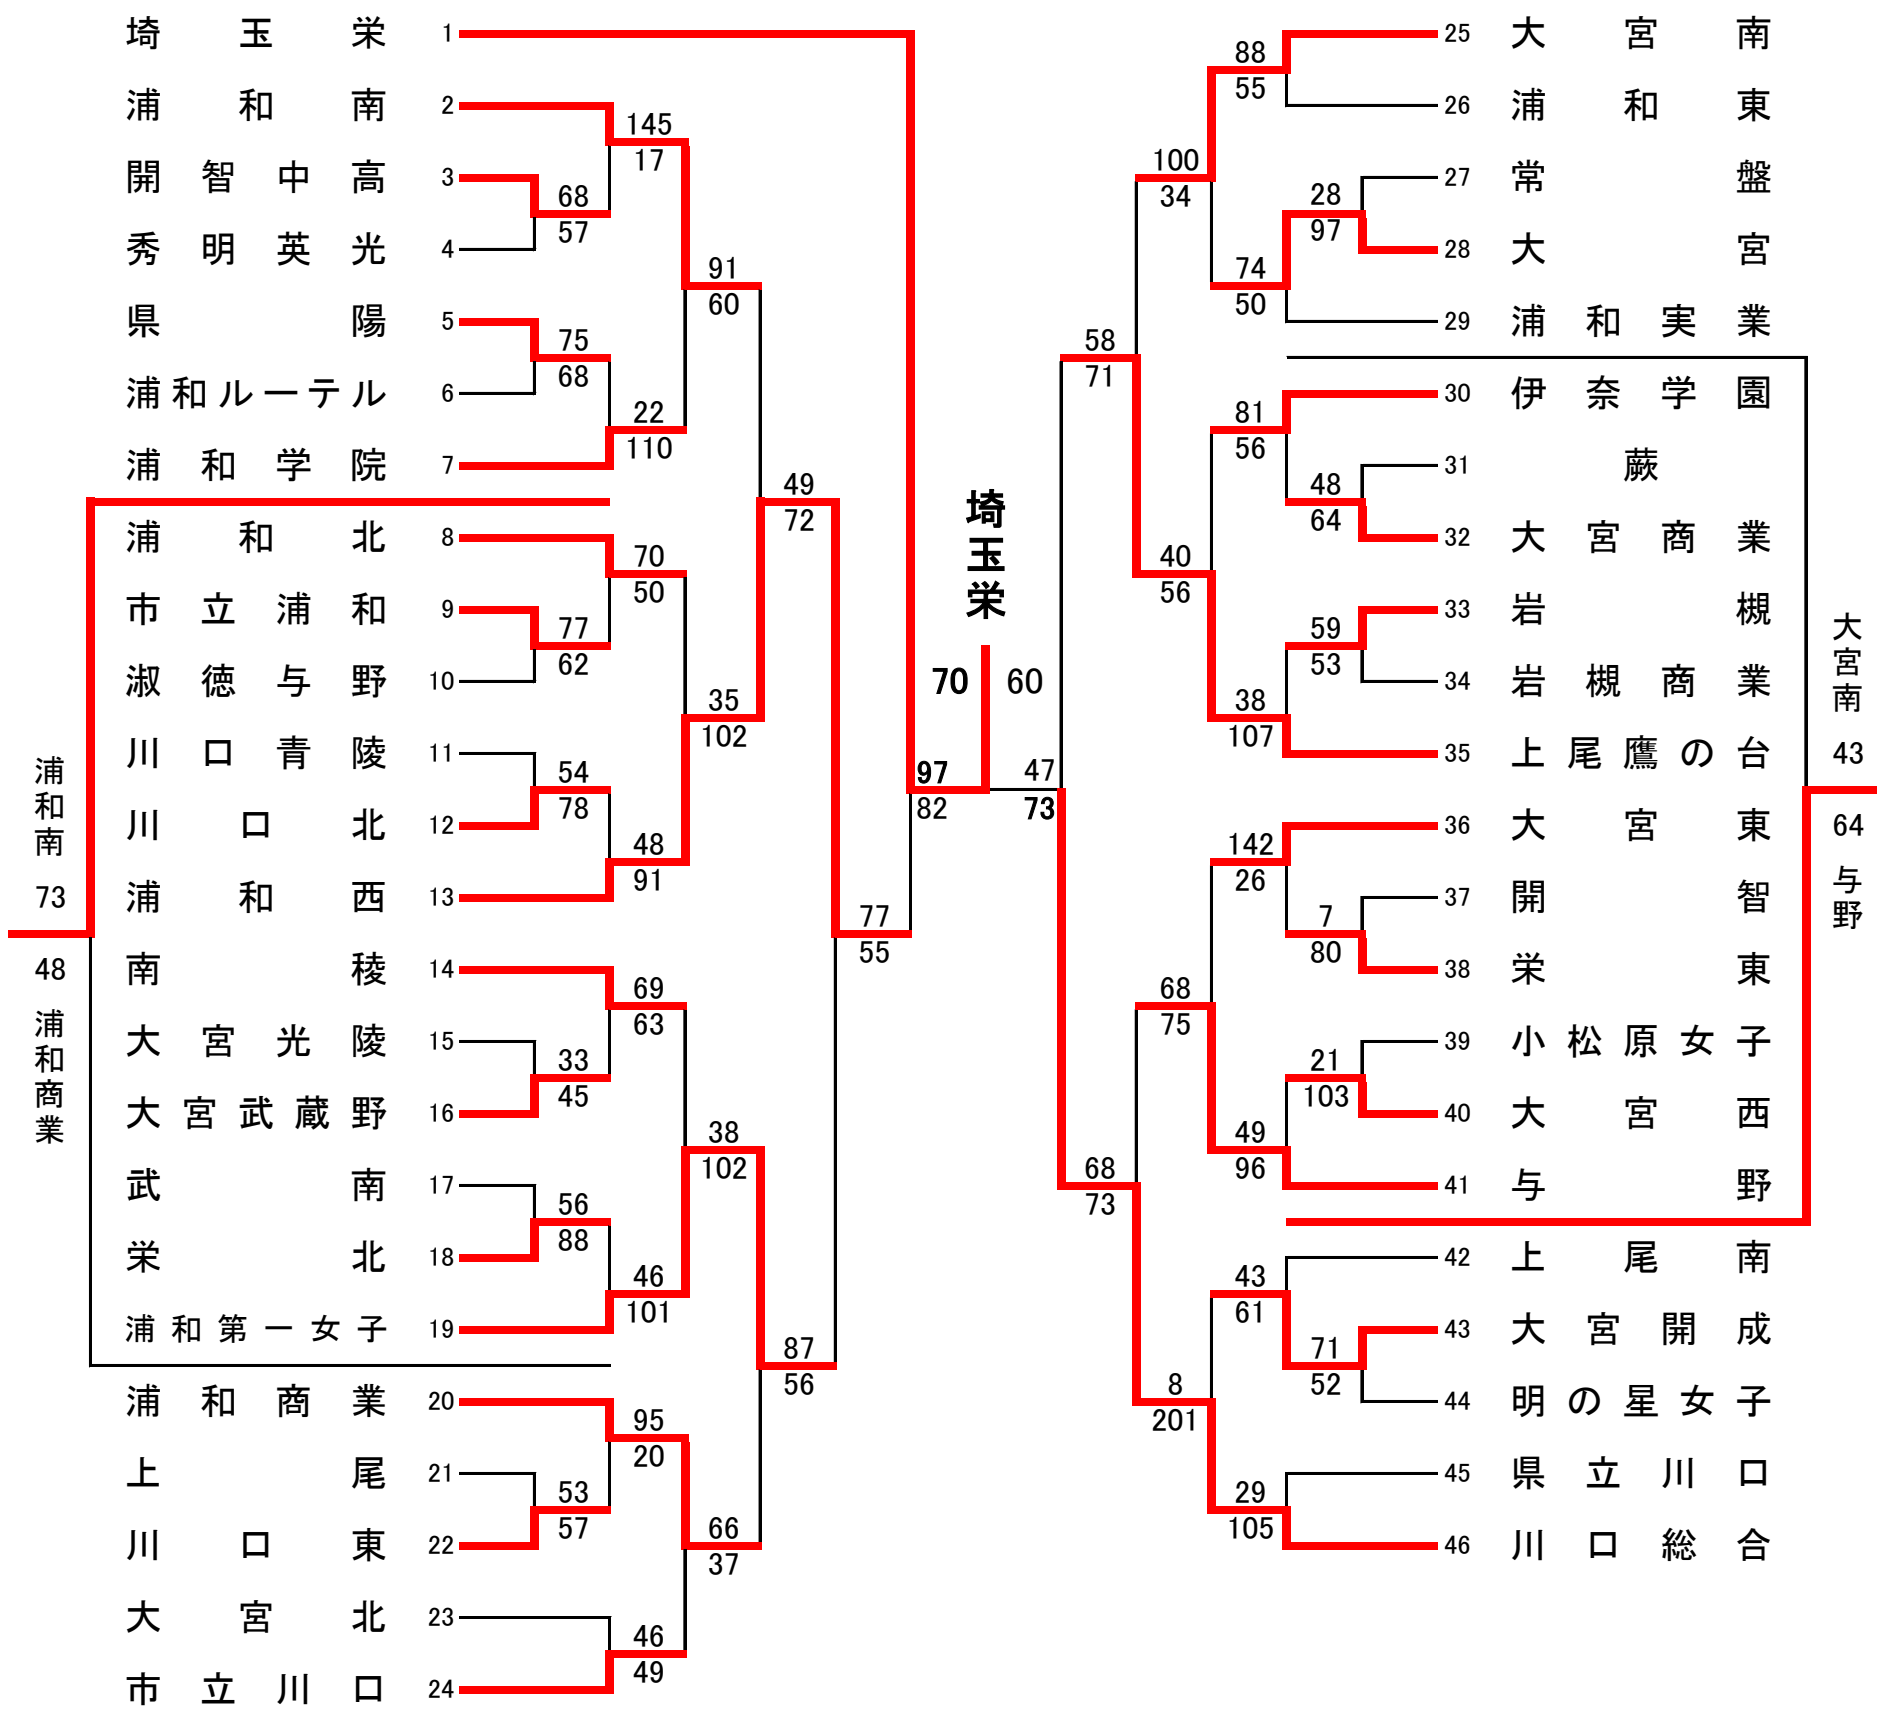 埼玉栄 1
浦和南 2
145
17
開智中高 3
68
57
秀明英光 4
91
60
県陽 5
75
68
浦和ルーテル 6
22
110
浦和学院 7
49
72
浦和北 8
70
50
市立浦和 9
77
62
淑徳与野 10
35
102
川口青陵 11
54
78
川口北 12
48
91
浦和西 13
77
55
南稜 14
69
63
大宮光陵 15
33
45
大宮武蔵野 16
38
102
武南 17
56
88
栄北 18
46
101
浦和第一女子 19
87
56
浦和商業 20
95
20
上尾 21
53
57
川口東 22
66
37
大宮北 23
46
49
市立川口 24
浦和南
73
48
浦和商業
埼玉栄
70 60
97
82
47
73
25 大宮南
88
55
26 浦和東
100
34
27 常盤
28
97
28 大宮
74
50
29 浦和実業
58
71
30 伊奈学園
81
56
31 蕨
48
64
32 大宮商業
40
56
33 岩槻
59
53
34 岩槻商業
38
107
35 上尾鷹の台
36 大宮東
142
26
37 開智
7
80
38 栄東
68
75
39 小松原女子
21
103
40 大宮西
49
96
41 与野
68
73
42 上尾南
43
61
43 大宮開成
71
52
44 明の星女子
8
201
45 県立川口
29
105
46 川口総合
大宮南
43
64
与野